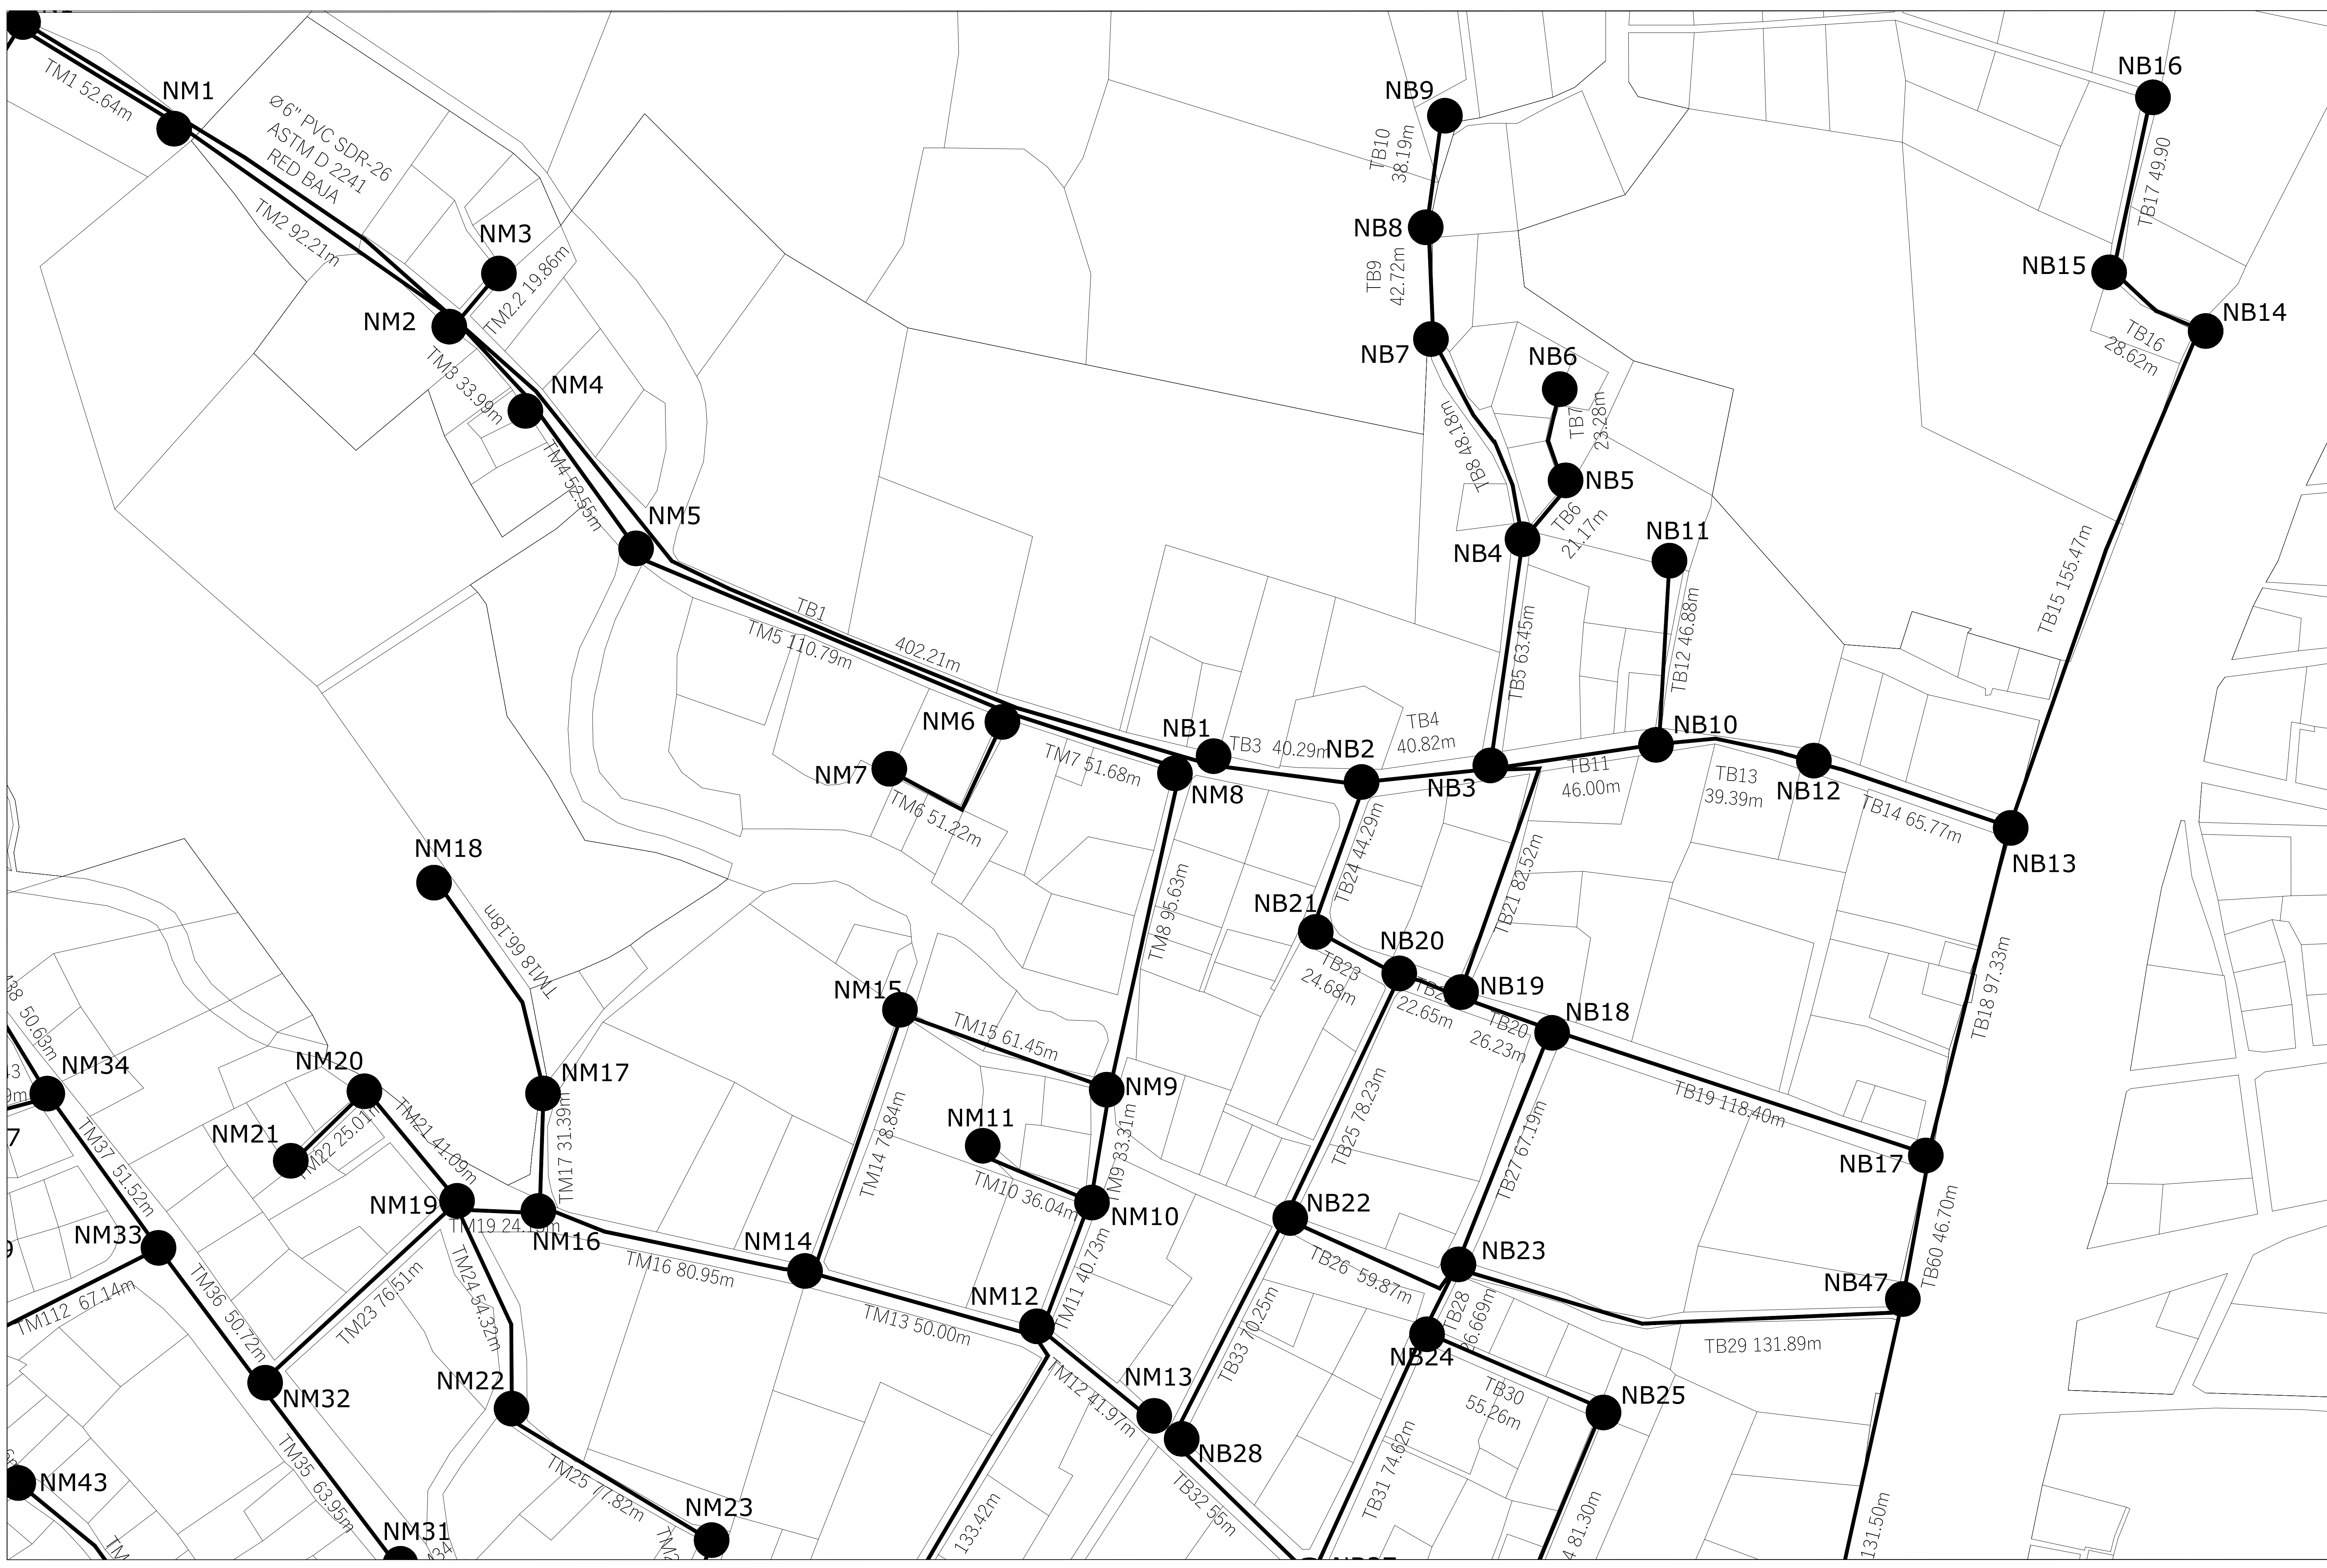 NM1
TM1 52.64m
Ø 6" PVC SDR-26
ASTM D 2241
RED BAJA
TM2 92.21m
NM3
TM2.2 19.86m
NM2
TM3 33.99m
NM4
TM4 52.55m
NM5
TB1
402.21m
TM5 110.79m
NM6
NM7
TM6 51.22m
TM7 51.68m
NB1
NM8
TB3 40.29m
NB2
TB4
40.82m
NB3
NB9
TB10
38.19m
NB8
TB9
42.72m
NB7
TB8 48.18m
NB6
TB7
23.28m
NB5
TB6
21.17m
NB4
NB11
TB5 63.45m
TB12 46.88m
NB10
TB11
46.00m
TB13
39.39m
NB12
TB14 65.77m
NB13
NB16
TB17 49.90
NB15
NB14
TB16
28.62m
TB15 155.47m
TM8 95.63m
TB24 44.29m
TB21 82.52m
NB21
NB20
TB23
24.68m
22.65m
NB19
TB20
26.23m
NB18
TB18 97.33m
TB19 118.40m
NB17
NM18
TM18 66.18m
NM15
TM15 61.45m
NM9
50.63m
NM34
NM20
NM17
NM21
TM22 25.01m
TM21 41.09m
TM17 31.39m
TM14 78.84m
NM11
TM9 33.31m
TM10 36.04m
NM10
TB25 78.23m
TB27 67.19m
TM37 51.52m
NM33
NM19
NM16
TM16 80.95m
NM14
NM12
TM11 40.73m
TM13 50.00m
NB22
TB26 59.87m
NB23
NB47
TB60 46.70m
TM112 67.14m
TM36 50.72m
TM23 76.51m
TM24 54.32m
NM32
NM22
TM12 41.97m
NM13
TB33 70.25m
TB28
NB24
TB29 131.89m
TB30
55.26m
NB25
NB28
TB32 55m
TB31 74.62m
NM43
TM35 63.95m
NM31
TM25 77.82m
NM23
133.42m
81.30m
131.50m